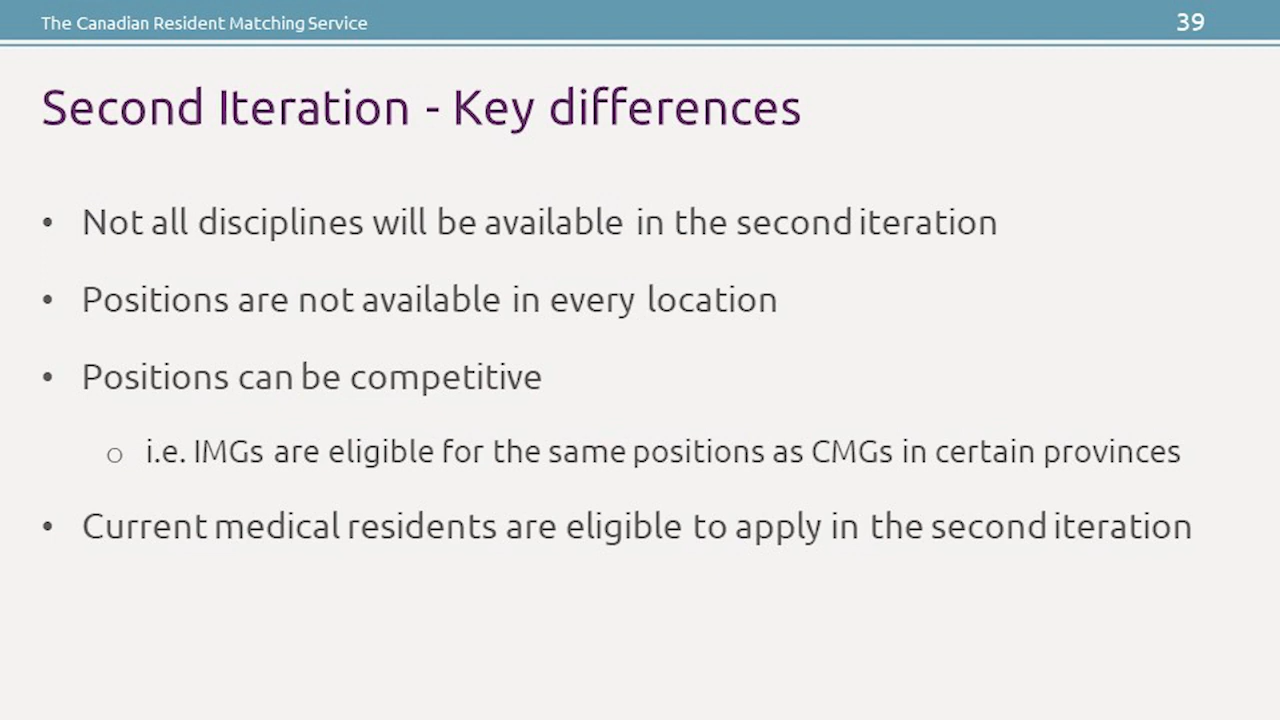 The Canadian Resident Matching Service 39
Second Iteration - Key differences
• Not all disciplines will be available in the second iteration
• Positions are not available in every location
• Positions can be competitive
o i.e. IMGs are eligible for the same positions as CMGs in certain provinces
• Current medical residents are eligible to apply in the second iteration